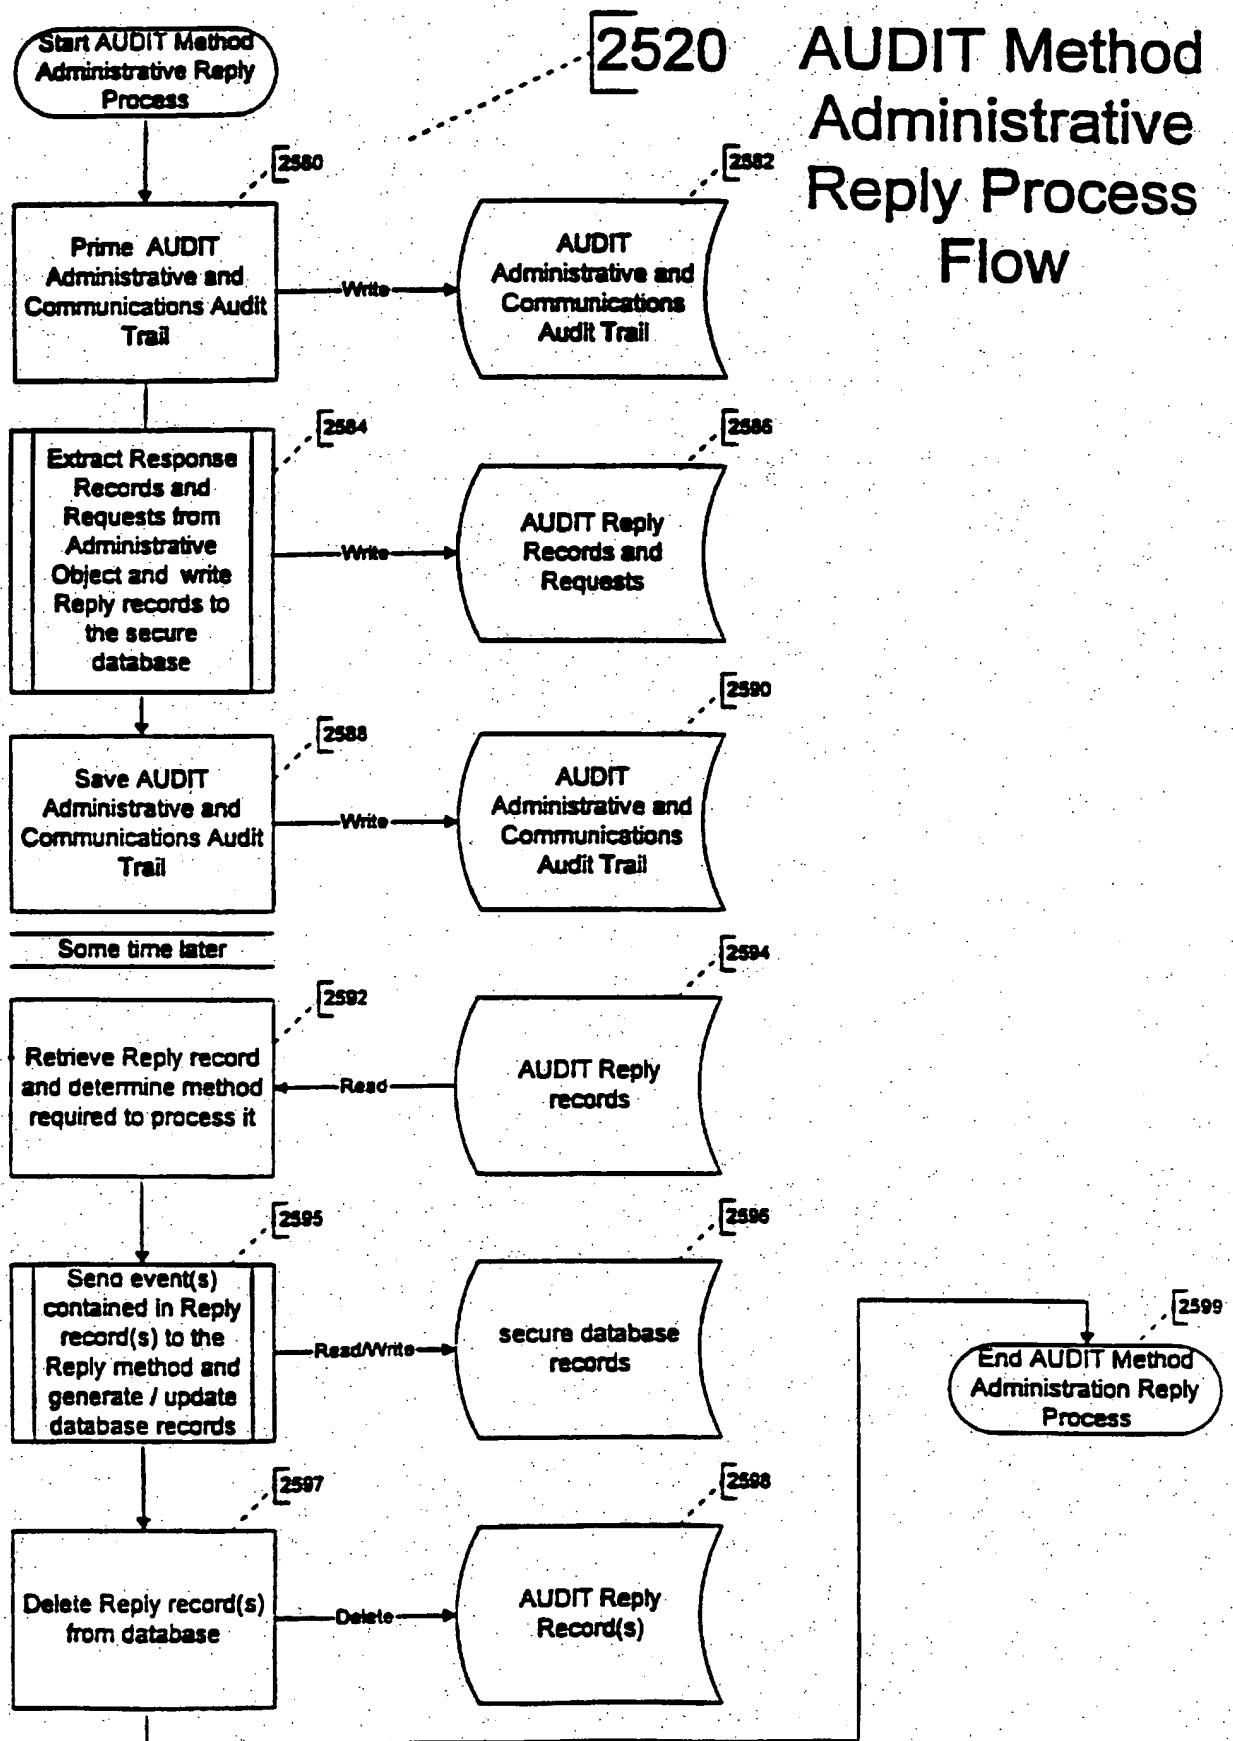 2520
AUDIT Method
Administrative
Reply Process
Flow
Start AUDIT Method
Administrative Reply
Process
2580
2582
Prime AUDIT
Administrative and
Communications Audit
Trail
Write
AUDIT
Administrative and
Communications
Audit Trail
2584
2586
Extract Response
Records and
Requests from
Administrative
Object and write
Reply records to
the secure
database
Write
AUDIT Reply
Records and
Requests
2588
2590
Save AUDIT
Administrative and
Communications Audit
Trail
Write
AUDIT
Administrative and
Communications
Audit Trail
Some time later
2592
2594
Retrieve Reply record
and determine method
required to process it
Read
AUDIT Reply
records
2595
2596
Send event(s)
contained in Reply
record(s) to the
Reply method and
generate / update
database records
Read/Write
secure database
records
2599
End AUDIT Method
Administration Reply
Process
2597
2598
Delete Reply record(s)
from database
Delete
AUDIT Reply
Record(s)